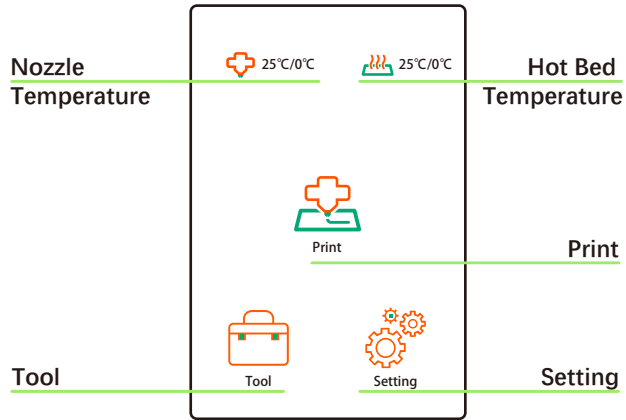 Nozzle
Temperature
25℃/0℃
25℃/0℃
Hot Bed
Temperature
Print
Print
Tool
Tool
Setting
Setting